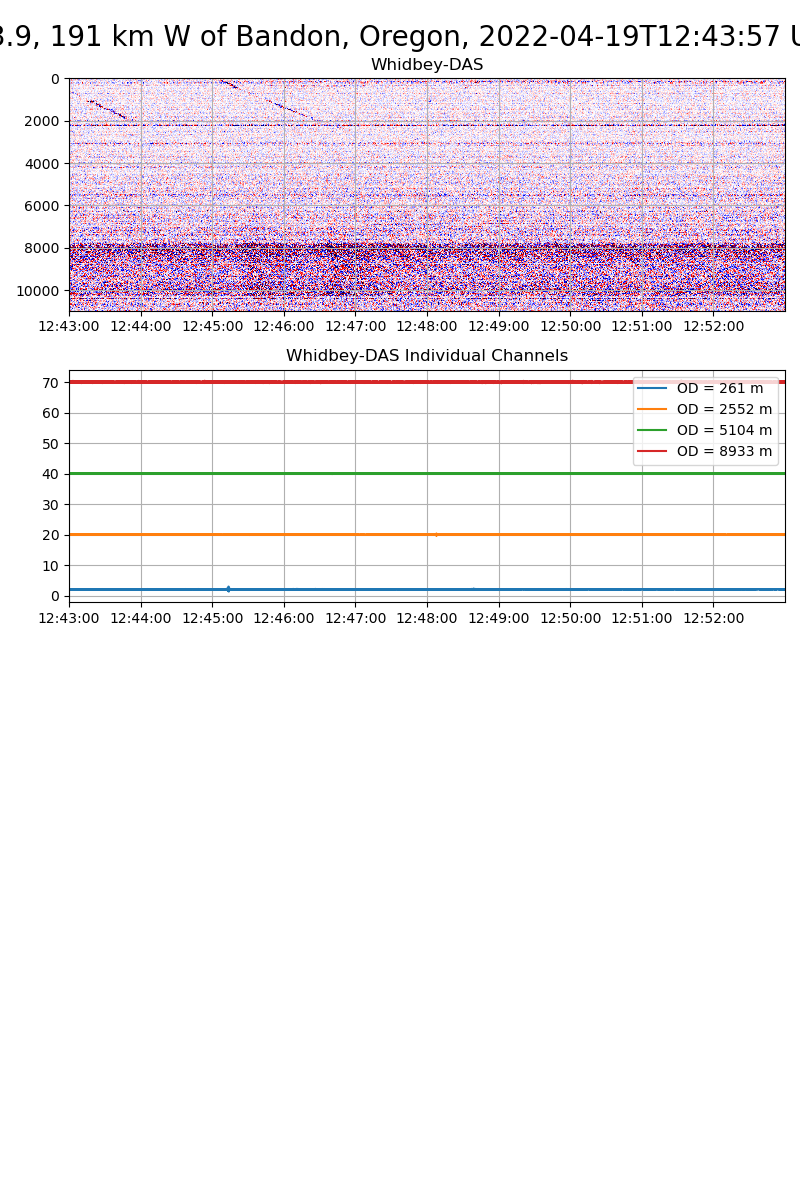 3.9, 191 km W of Bandon, Oregon, 2022-04-19T12:43:57 U
Whidbey-DAS
0
2000
4000
6000
8000
10000
12:43:00 12:44:00 12:45:00 12:46:00 12:47:00 12:48:00 12:49:00 12:50:00 12:51:00 12:52:00
Whidbey-DAS Individual Channels
70
60
50
40
30
20
10
0
OD = 261 m
OD = 2552 m
OD = 5104 m
OD = 8933 m
12:43:00 12:44:00 12:45:00 12:46:00 12:47:00 12:48:00 12:49:00 12:50:00 12:51:00 12:52:00